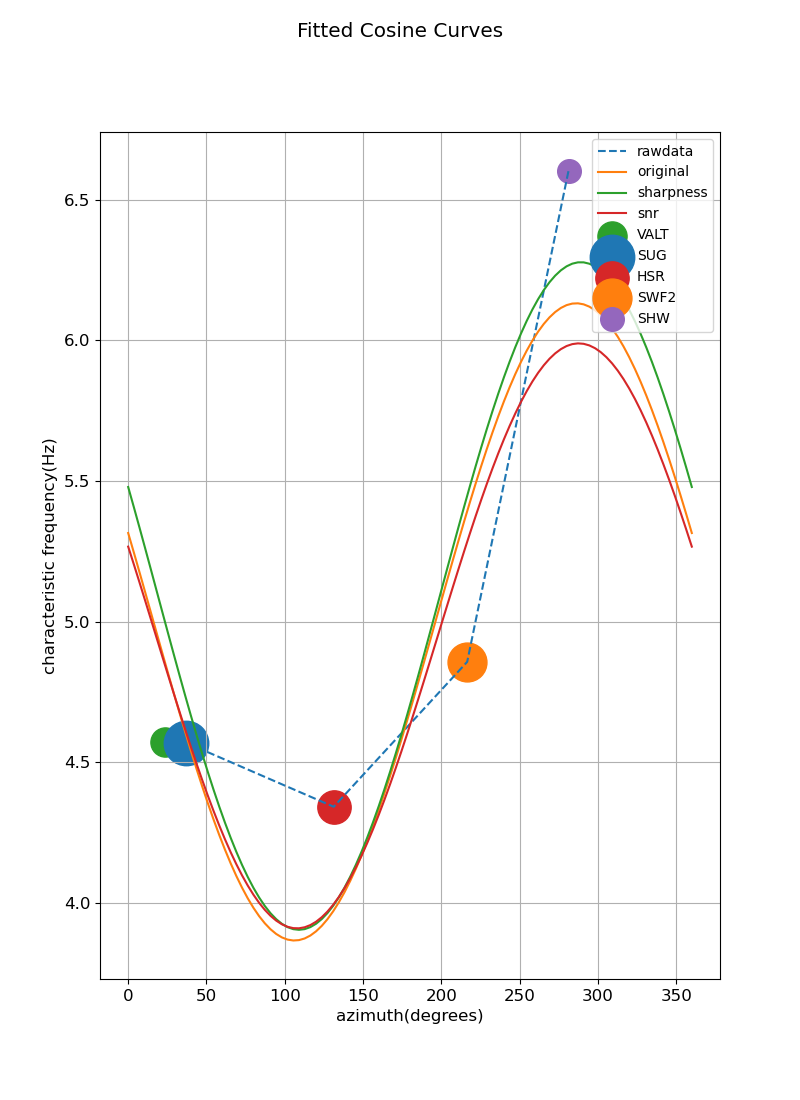 Fitted Cosine Curves
rawdata
original
sharpness
snr
VALT
SUG
HSR
SWF2
SHW
characteristic frequency(Hz)
6.5
6.0
5.5
5.0
4.5
4.0
0 50 100 150 200 250 300 350
azimuth(degrees)